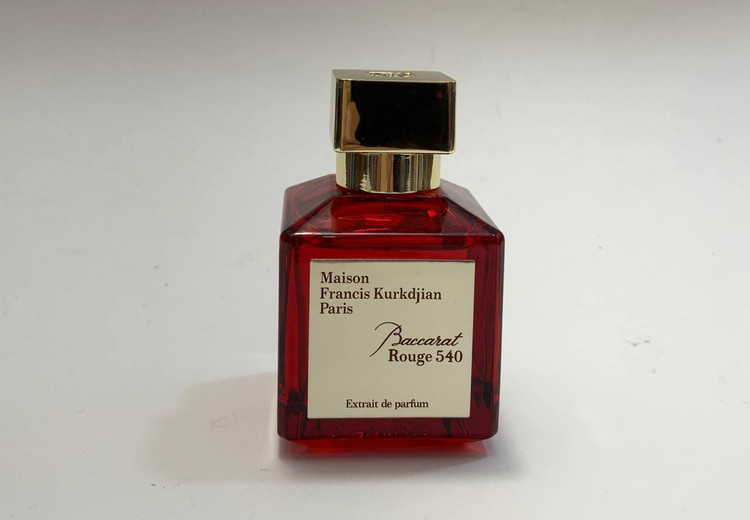 Maison
Francis Kurkdjian
Paris
Baccarat
Rouge 540
Extrait de parfum